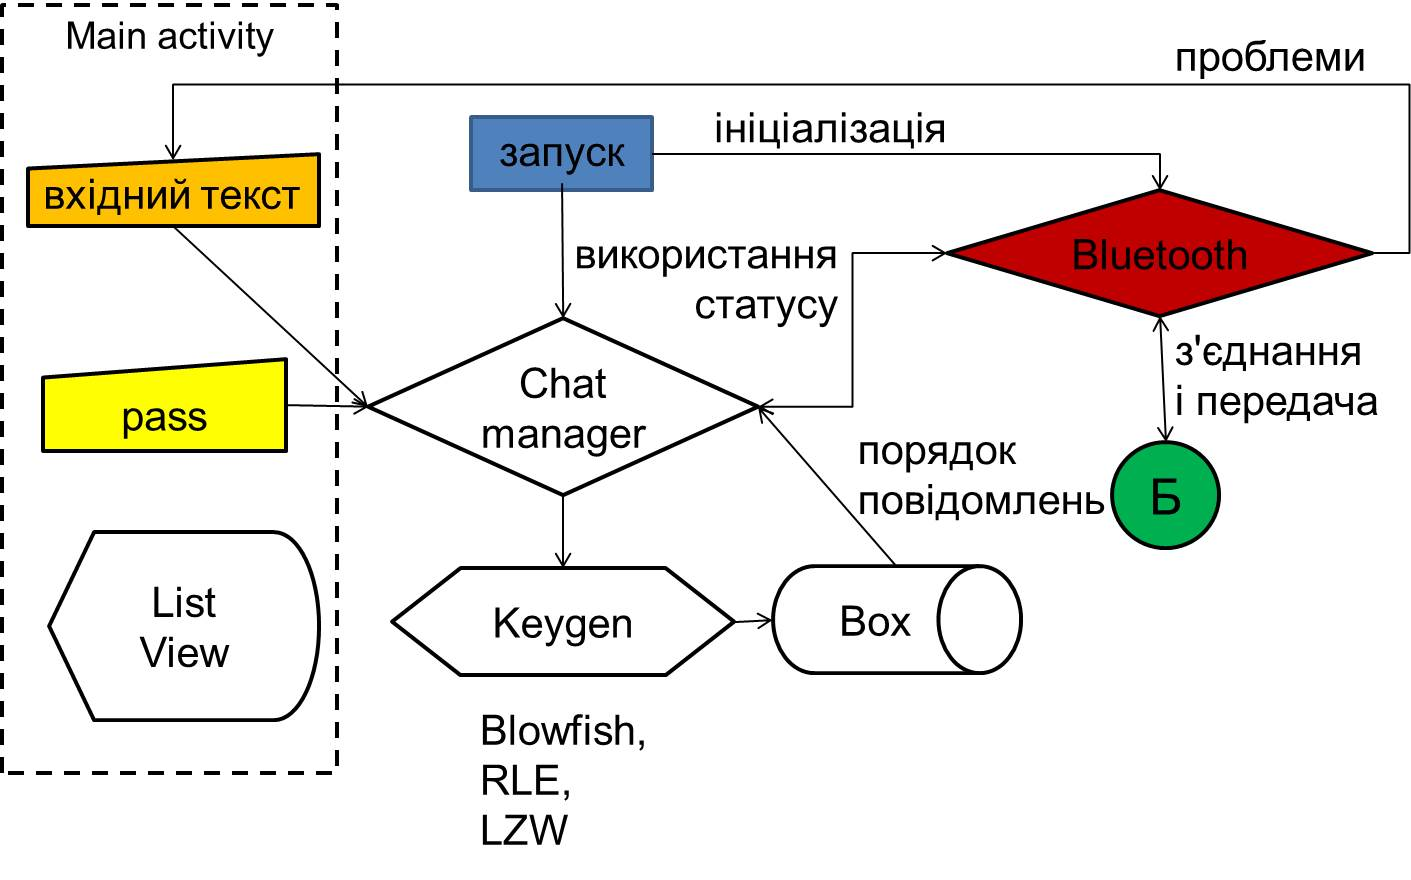 Main activity
проблеми
ініціалізація
запуск
вхідний текст
використання
статусу
Bluetooth
з'єднання
і передача
Chat
manager
pass
порядок
повідомлень
Б
List
View
Keygen
Box
Blowfish,
RLE,
LZW